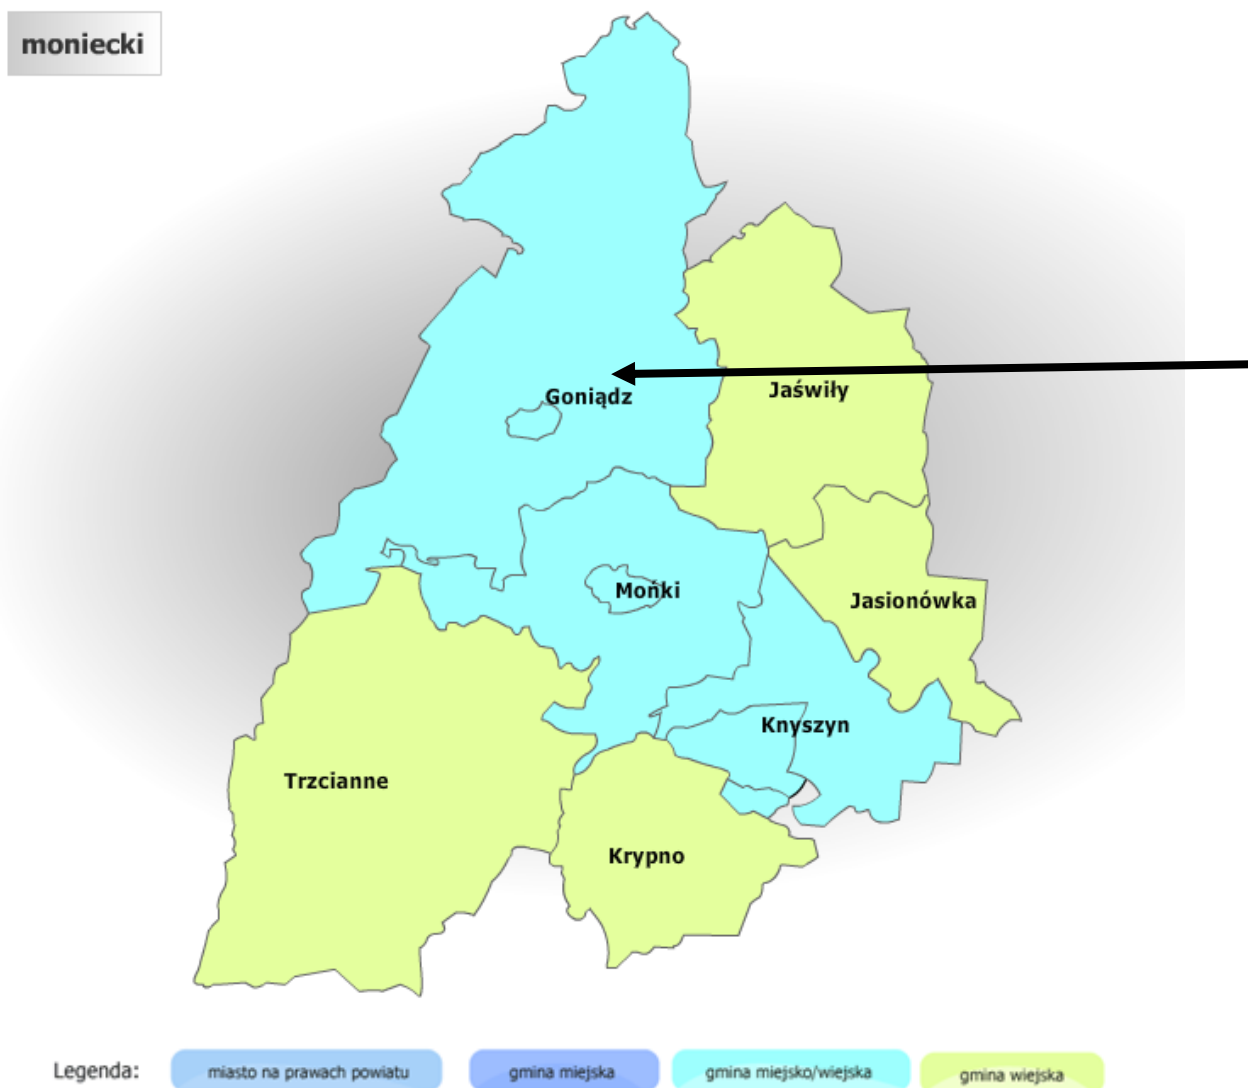 moniecki
Goniądz
Jaświły
Mońki
Jasionówka
Knyszyn
Trzcianne
Krypno
Legenda: miasto na prawach powiatu gmina miejska gmina miejsko/wiejska gmina wiejska